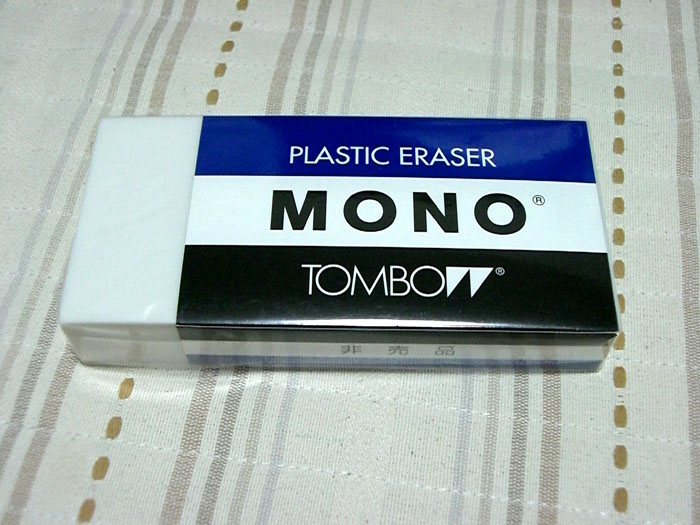 PLASTIC ERASER
MONO®
TOMBOW®
非売品